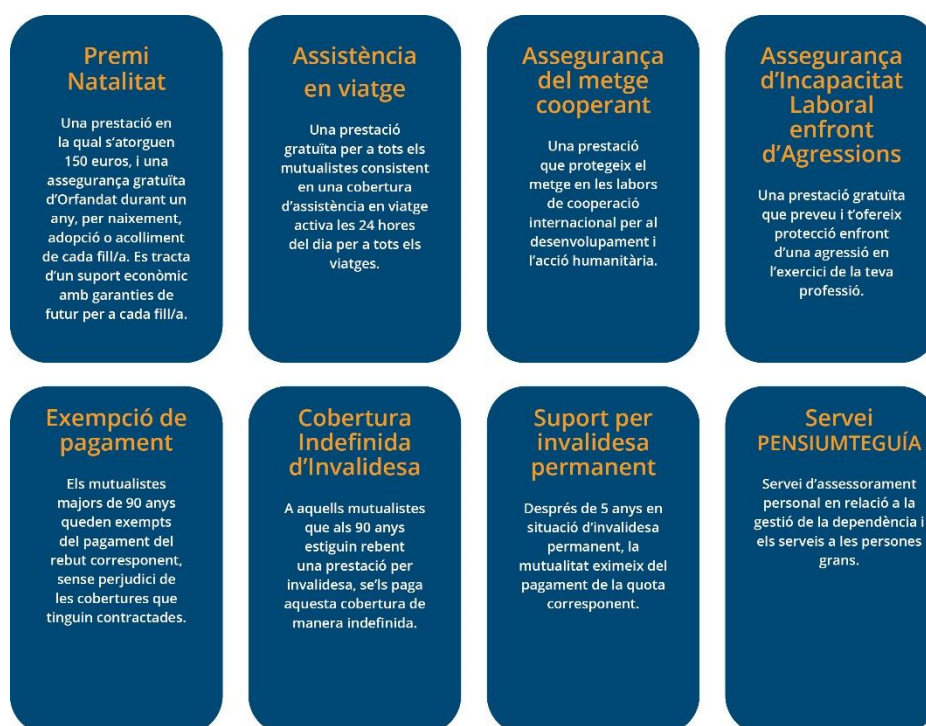 Premi
Natalitat
Una prestació en
la qual s’atorguen
150 euros, i una
assegurança gratuïta
d’Orfandat durant un
any, per naixement,
adopció o acolliment
de cada fill/a. Es tracta
d’un suport econòmic
amb garanties de
futur per a cada fill/a.
Assistència
en viatge
Una prestació
gratuïta per a tots els
mutualistes consistent
en una cobertura
d’assistència en viatge
activa les 24 hores
del dia per a tots els
viatges.
Assegurança
del metge
cooperant
Una prestació
que protegeix el
metge en les labors
de cooperació
internacional per al
desenvolupament i
l’acció humanitària.
Assegurança
d’Incapacitat
Laboral
enfront
d’Agressions
Una prestació gratuïta
que preveu i t’ofereix
protecció enfront
d’una agressió en
l’exercici de la teva
professió.
Exempció de
pagament
Els mutualistes
majors de 90 anys
queden exempts
del pagament del
rebut corresponent,
sense perjudici de
les cobertures que
tinguin contractades.
Cobertura
Indefinida
d’Invalidesa
A aquells mutualistes
que als 90 anys
estiguin rebent
una prestació per
invalidesa, se’ls paga
aquesta cobertura de
manera indefinida.
Suport per
invalidesa
permanent
Després de 5 anys en
situació d’invalidesa
permanent, la
mutualitat eximeix del
pagament de la quota
corresponent.
Servei
PENSIUMTEGUÍA
Servei d’assessorament
personal en relació a la
gestió de la dependència i
els serveis a les persones
grans.